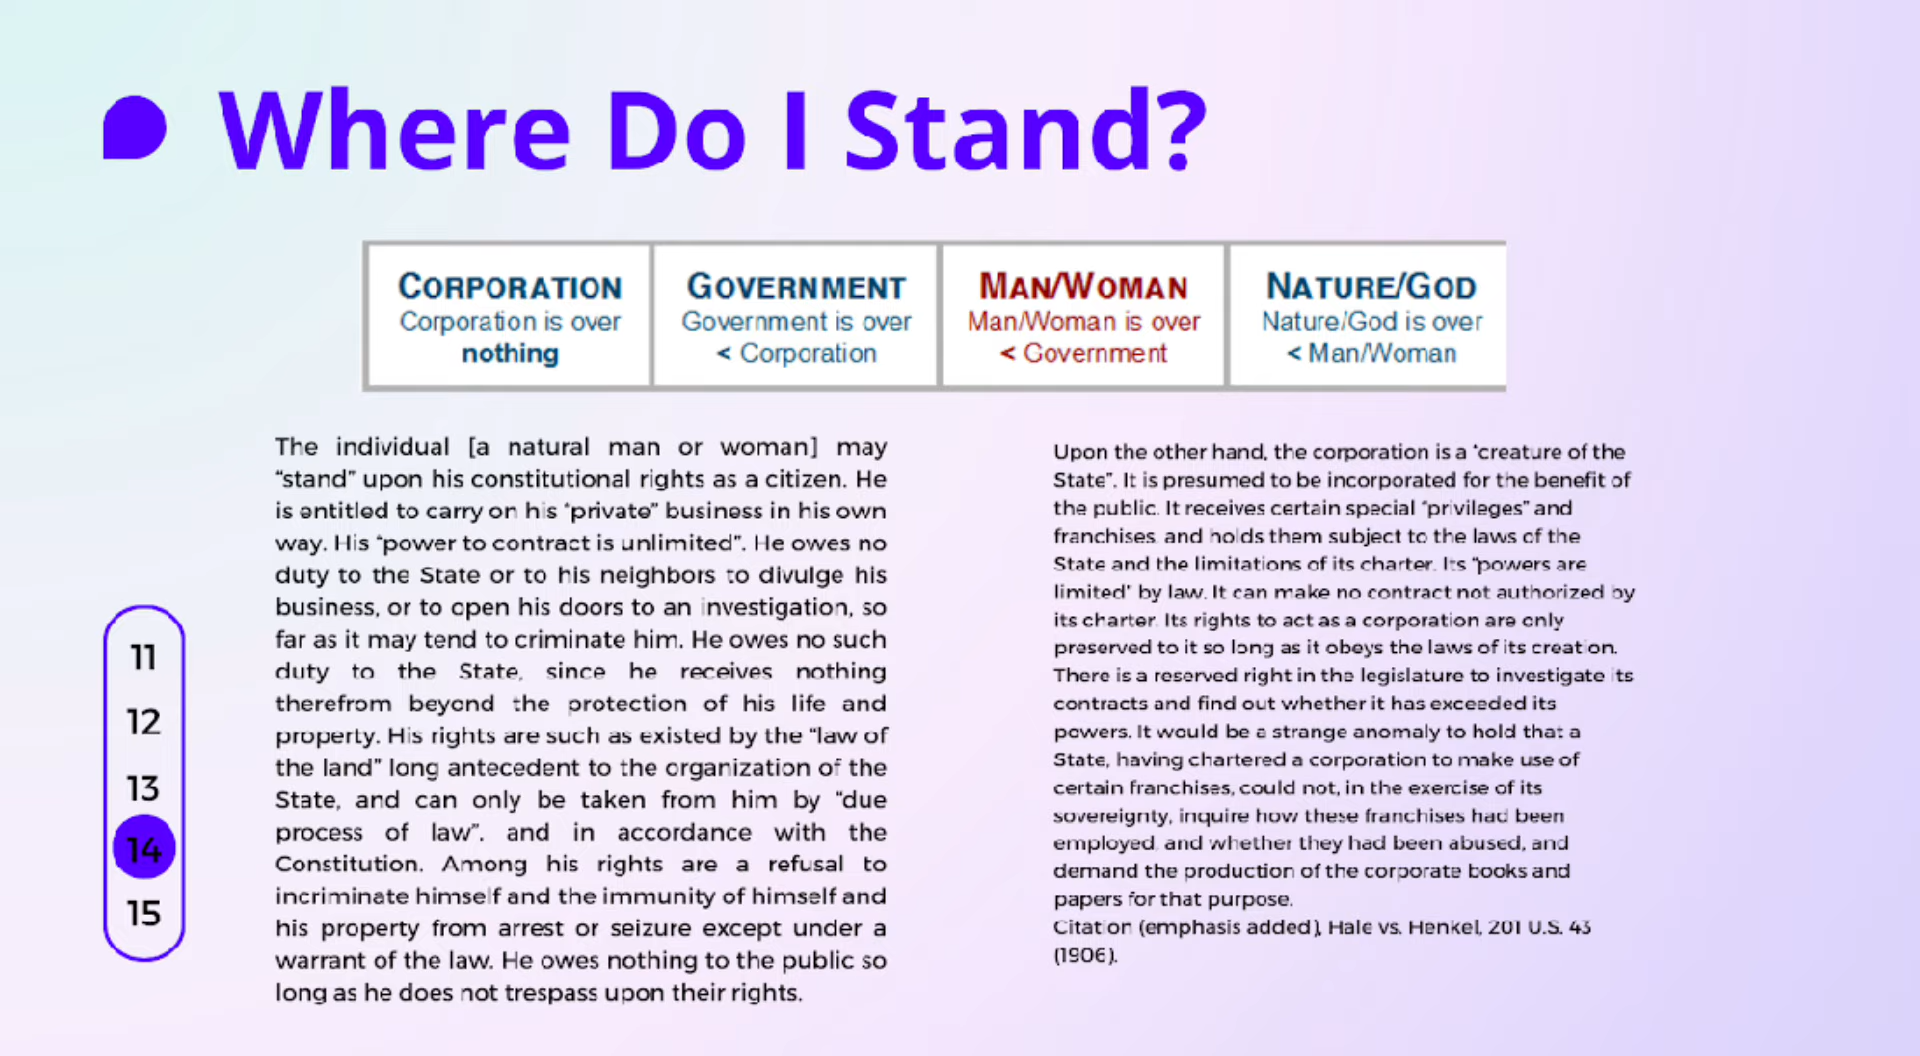 Where Do I Stand?
CORPORATION
Corporation is over
nothing
GOVERNMENT
Government is over
< Corporation
MAN/WOMAN
Man/Woman is over
< Government
NATURE/GOD
Nature/God is over
< Man/Woman
The individual [a natural man or woman] may
“stand” upon his constitutional rights as a citizen. He
is entitled to carry on his “private” business in his own
way. His “power to contract is unlimited”. He owes no
duty to the State or to his neighbors to divulge his
business, or to open his doors to an investigation, so
far as it may tend to criminate him. He owes no such
duty to the State, since he receives nothing
therefrom beyond the protection of his life and
property. His rights are such as existed by the “law of
the land” long antecedent to the organization of the
State, and can only be taken from him by “due
process of law”. and in accordance with the
Constitution. Among his rights are a refusal to
incriminate himself and the immunity of himself and
his property from arrest or seizure except under a
warrant of the law. He owes nothing to the public so
long as he does not trespass upon their rights.
Upon the other hand, the corporation is a “creature of the
State”. It is presumed to be incorporated for the benefit of
the public. It receives certain special “privileges” and
franchises, and holds them subject to the laws of the
State and the limitations of its charter. Its “powers are
limited” by law. It can make no contract not authorized by
its charter. Its rights to act as a corporation are only
preserved to it so long as it obeys the laws of its creation.
There is a reserved right in the legislature to investigate its
contracts and find out whether it has exceeded its
powers. It would be a strange anomaly to hold that a
State, having chartered a corporation to make use of
certain franchises, could not, in the exercise of its
sovereignty, inquire how these franchises had been
employed, and whether they had been abused, and
demand the production of the corporate books and
papers for that purpose.
Citation (emphasis added), Hale vs. Henkel, 201 U.S. 43
(1906).
11
12
13
14
15